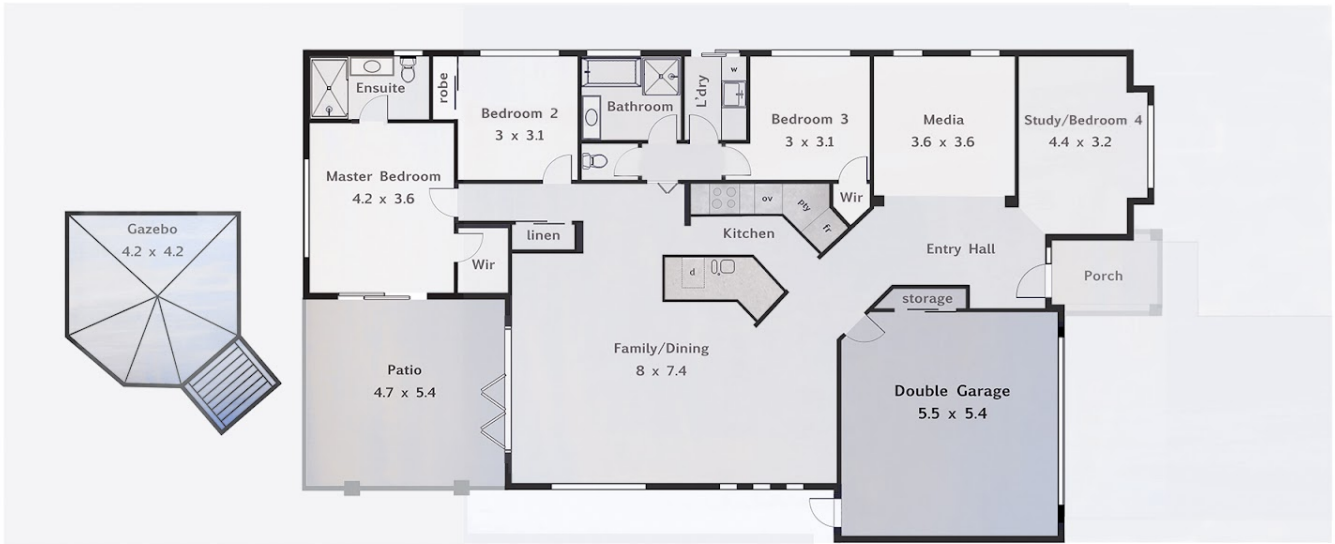 Ensuite
robe
Bedroom 2
3 x 3.1
Bathroom
L'dry
w
Bedroom 3
3 x 3.1
Media
3.6 x 3.6
Study/Bedroom 4
4.4 x 3.2
Master Bedroom
4.2 x 3.6
Gazebo
4.2 x 4.2
linen
Wir
ov
pty
fr
Wir
Kitchen
d
Entry Hall
Porch
storage
Family/Dining
8 x 7.4
Patio
4.7 x 5.4
Double Garage
5.5 x 5.4